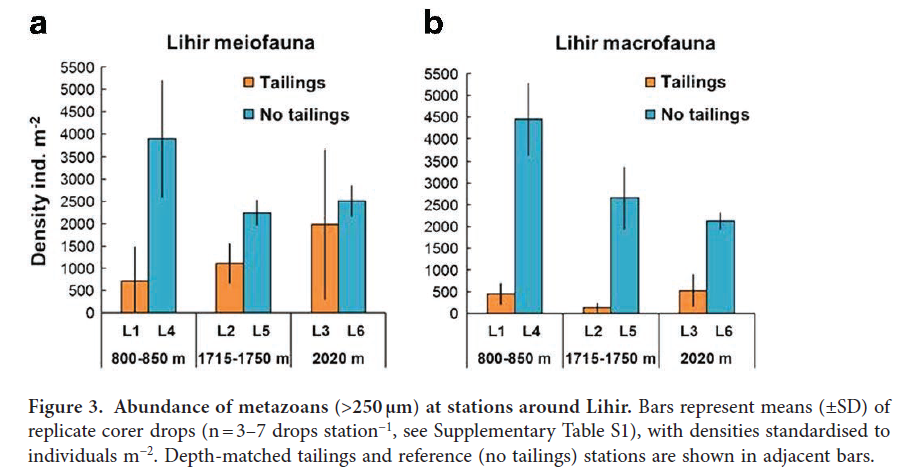 a
Lihir meiofauna
5500
5000
4500
4000
3500
3000
2500
2000
1500
1000
500
0
Density ind. m-2
Tailings
No tailings
L1 L4 L2 L5 L3 L6
800-850 m 1715-1750 m 2020 m
b
Lihir macrofauna
5500
5000
4500
4000
3500
3000
2500
2000
1500
1000
500
0
Tailings
No tailings
L1 L4 L2 L5 L3 L6
800-850 m 1715-1750 m 2020 m
Figure 3. Abundance of metazoans (>250 μm) at stations around Lihir. Bars represent means (±SD) of
replicate corer drops (n = 3–7 drops station⁻¹, see Supplementary Table S1), with densities standardised to
individuals m⁻². Depth-matched tailings and reference (no tailings) stations are shown in adjacent bars.